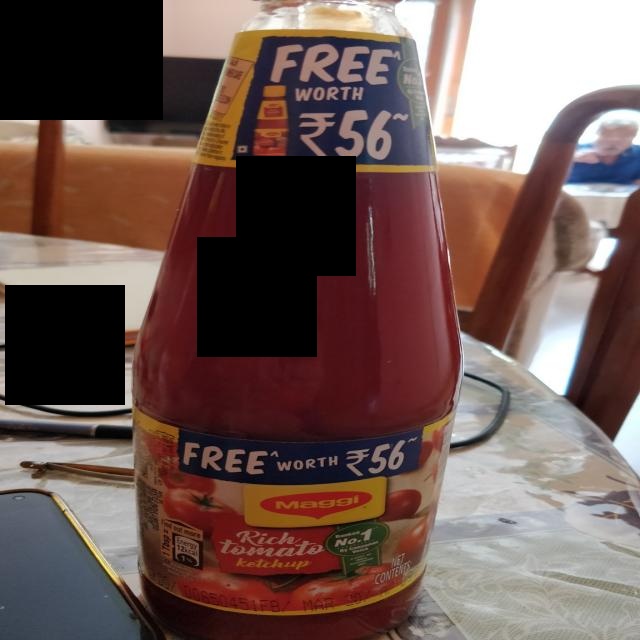 FREE^
WORTH
₹56~
FREE^ WORTH ₹56~
Maggi
Rich
tomato
ketchup
No.1
NET
CONTENTS